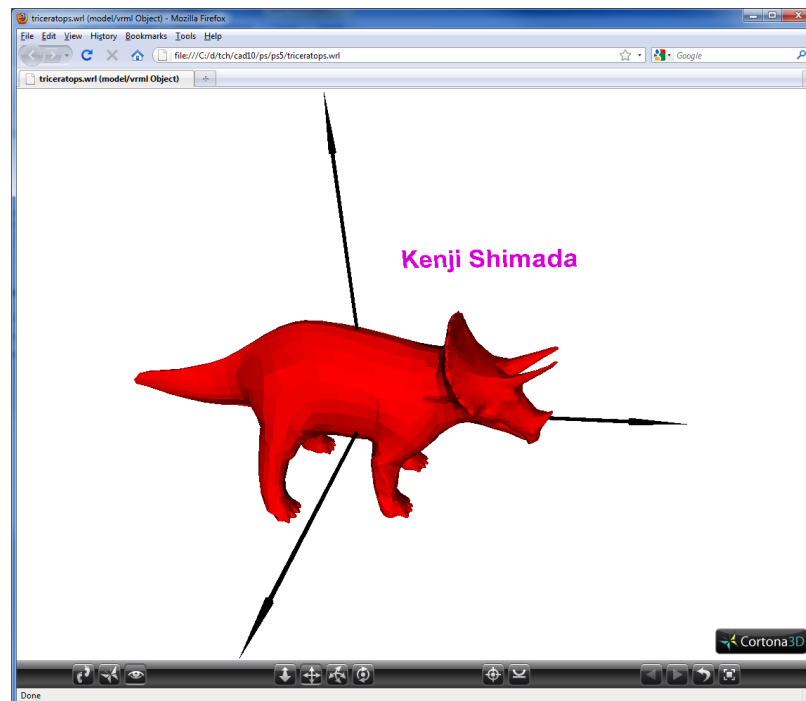 triceratops.wrl (model/vrml Object) - Mozilla Firefox
File Edit View History Bookmarks Tools Help
file:///C:/d/tch/cad10/ps/ps5/triceratops.wrl
Google
triceratops.wrl (model/vrml Object)
Kenji Shimada
Cortona3D
Done